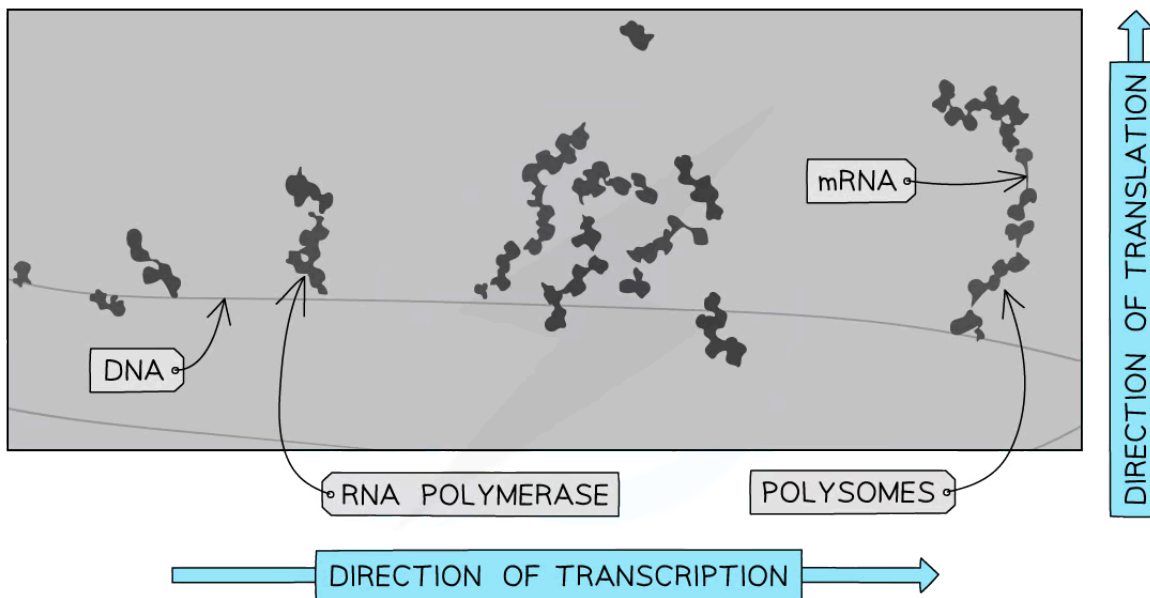 mRNA
DNA
RNA POLYMERASE
POLYSOMES
DIRECTION OF TRANSCRIPTION
DIRECTION OF TRANSLATION